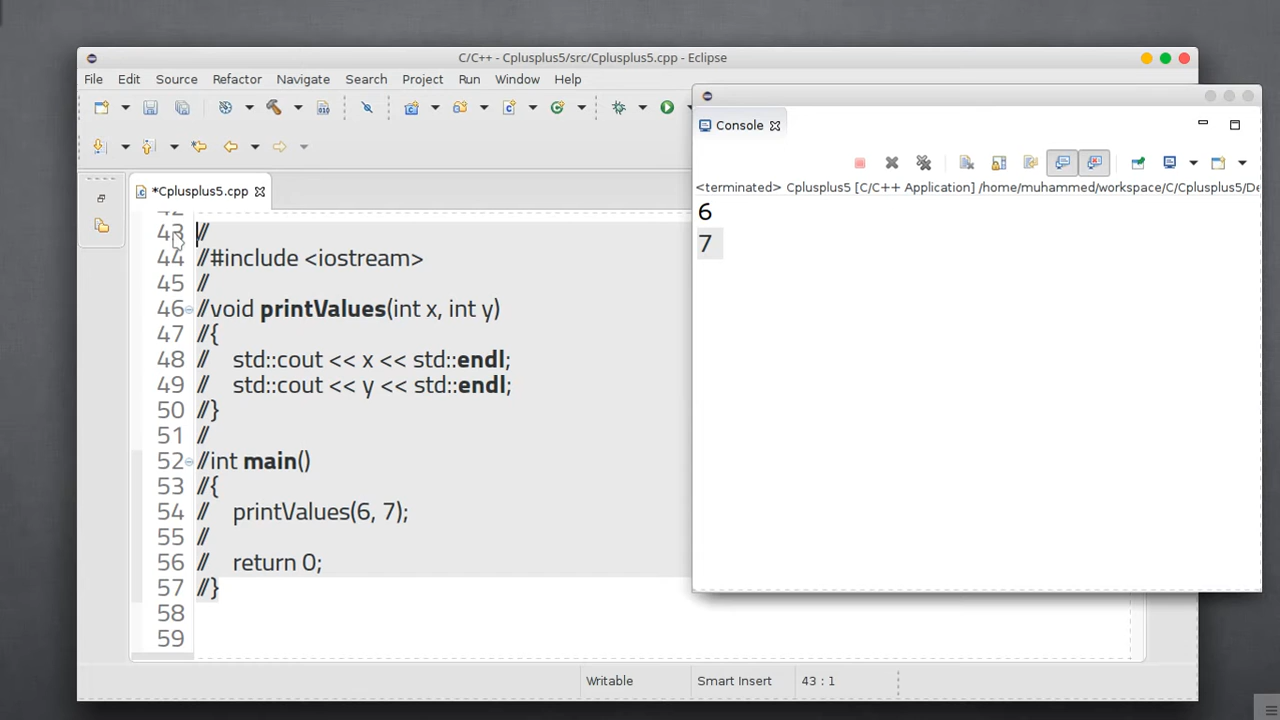 C/C++ - Cplusplus5/src/Cplusplus5.cpp - Eclipse
File Edit Source Refactor Navigate Search Project Run Window Help
*Cplusplus5.cpp
43 //
44 //#include <iostream>
45 //
46 //void printValues(int x, int y)
47 //{
48 //    std::cout << x << std::endl;
49 //    std::cout << y << std::endl;
50 //}
51 //
52 //int main()
53 //{
54 //    printValues(6, 7);
55 //
56 //    return 0;
57 //}
58
59
Writable Smart Insert 43 : 1
Console
<terminated> Cplusplus5 [C/C++ Application] /home/muhammed/workspace/C/Cplusplus5/De
6
7